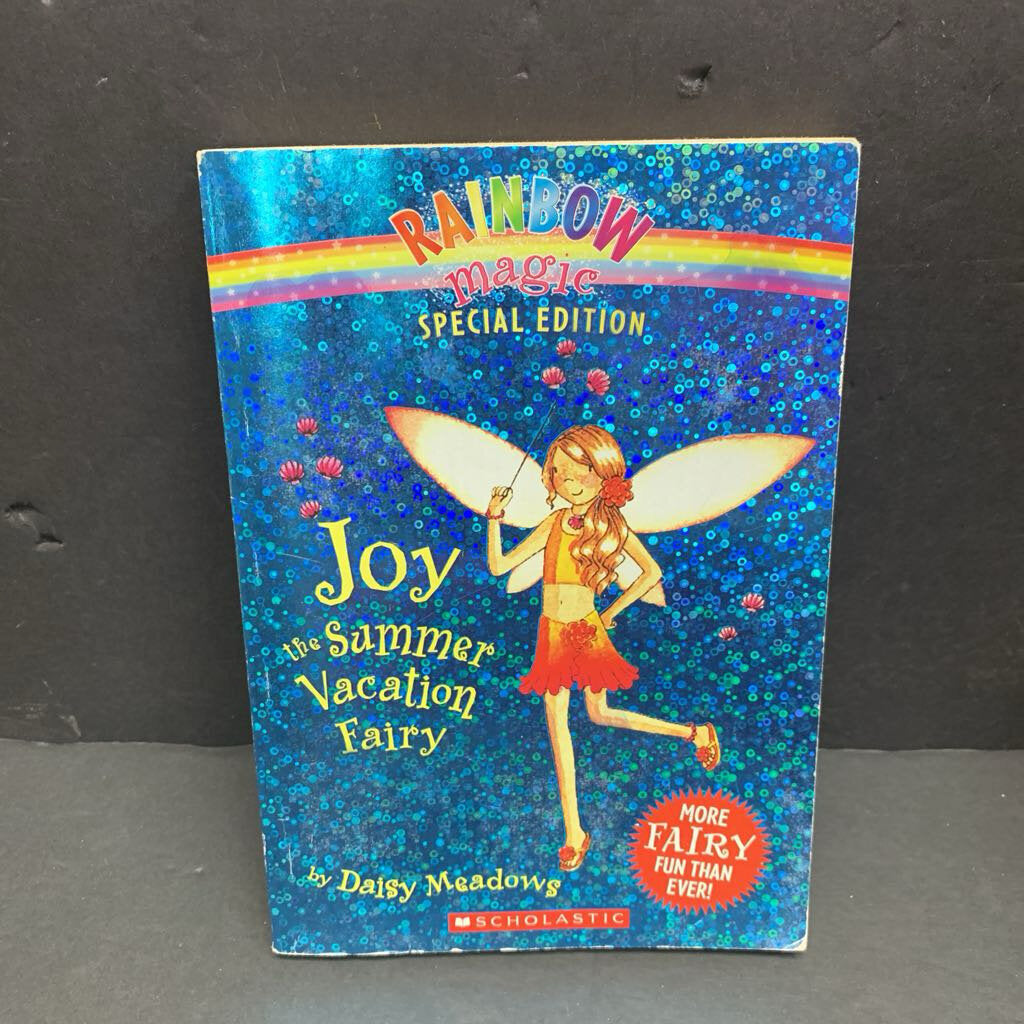 RAINBOW
magic
SPECIAL EDITION
Joy
the Summer
Vacation
Fairy
MORE
FAIRY
FUN THAN
EVER!
by Daisy Meadows
SCHOLASTIC